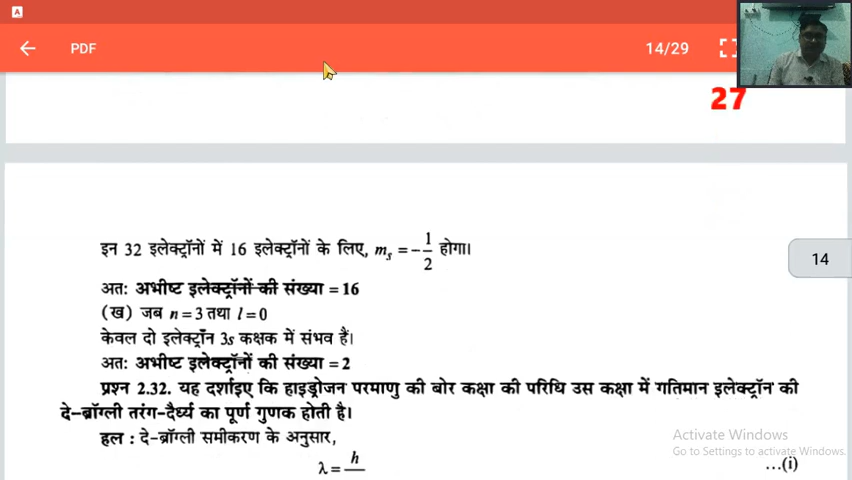 A
PDF
14/29
27
इन 32 इलेक्ट्रॉनों में 16 इलेक्ट्रॉनों के लिए, mₛ = -1/2 होगा।
14
अतः अभीष्ट इलेक्ट्रॉनों की संख्या = 16
(ख) जब n = 3 तथा l = 0
केवल दो इलेक्ट्रॉन 3s कक्षक में संभव हैं।
अतः अभीष्ट इलेक्ट्रॉनों की संख्या = 2
प्रश्न 2.32. यह दर्शाइए कि हाइड्रोजन परमाणु की बोर कक्षा की परिधि उस कक्षा में गतिमान इलेक्ट्रॉन की
दे-ब्रॉग्ली तरंग-दैर्ध्य का पूर्ण गुणक होती है।
हल : दे-ब्रॉग्ली समीकरण के अनुसार,
λ = h
...(i)
Activate Windows
Go to Settings to activate Windows.